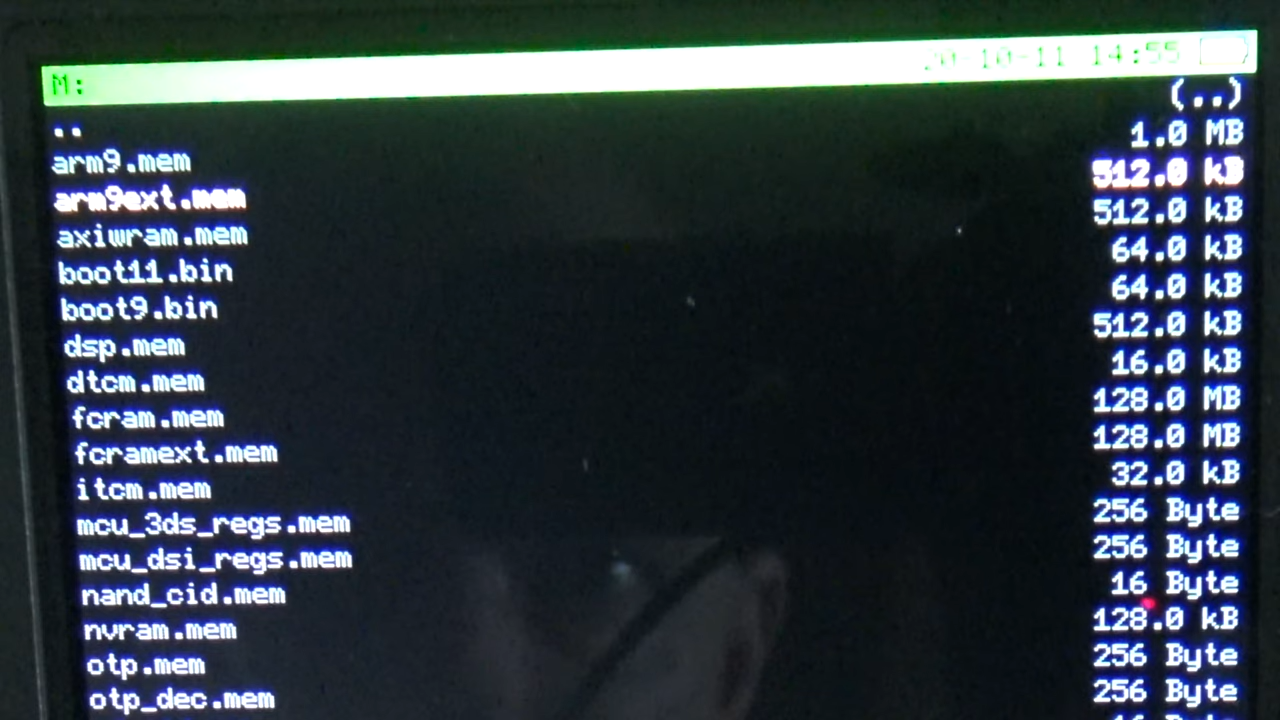 M: 20-10-11 14:55
.. (..)
arm9.mem 1.0 MB
arm9ext.mem 512.0 kB
axiwram.mem 512.0 kB
boot11.bin 64.0 kB
boot9.bin 64.0 kB
dsp.mem 512.0 kB
dtcm.mem 16.0 kB
fcram.mem 128.0 MB
fcramext.mem 128.0 MB
itcm.mem 32.0 kB
mcu_3ds_regs.mem 256 Byte
mcu_dsi_regs.mem 256 Byte
nand_cid.mem 16 Byte
nvram.mem 128.0 kB
otp.mem 256 Byte
otp_dec.mem 256 Byte